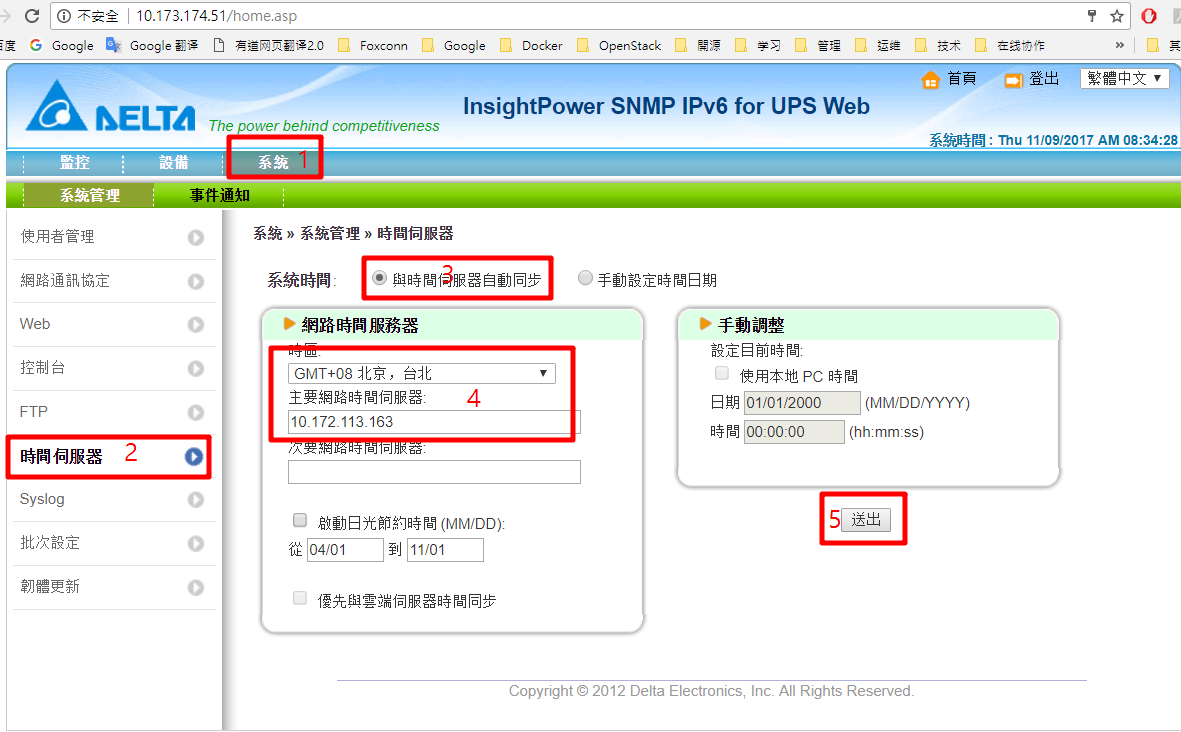 不安全 10.173.174.51/home.asp
百度 Google Google 翻译 有道网页翻译2.0 Foxconn Google Docker OpenStack 開源 学习 管理 运维 技术 在线协作 » 其
首頁 登出 繁體中文
DELTA The power behind competitiveness InsightPower SNMP IPv6 for UPS Web
系統時間 : Thu 11/09/2017 AM 08:34:28
監控 設備 系統 1
系統管理 事件通知
使用者管理
網路通訊協定
Web
控制台
FTP
時間伺服器 2
Syslog
批次設定
韌體更新
系統 » 系統管理 » 時間伺服器
系統時間: 與時間伺服器自動同步 3 手動設定時間日期
網路時間服務器
時區:
GMT+08 北京，台北
主要網路時間伺服器: 4
10.172.113.163
次要網路時間伺服器:
啟動日光節約時間 (MM/DD):
從 04/01 到 11/01
優先與雲端伺服器時間同步
手動調整
設定目前時間:
使用本地 PC 時間
日期 01/01/2000 (MM/DD/YYYY)
時間 00:00:00 (hh:mm:ss)
5 送出
Copyright © 2012 Delta Electronics, Inc. All Rights Reserved.